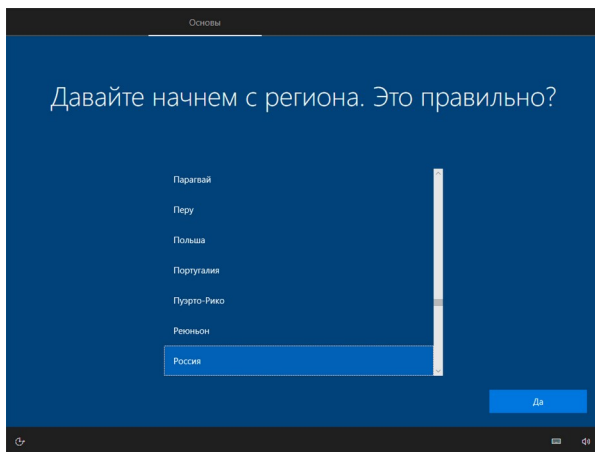 Основы
Давайте начнем с региона. Это правильно?
Парагвай
Перу
Польша
Португалия
Пуэрто-Рико
Реюньон
Россия
Да